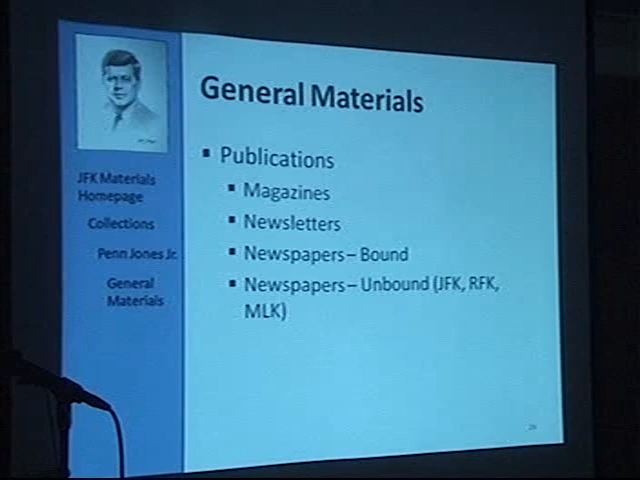 General Materials
JFK Materials
Homepage
Collections
Penn Jones Jr.
General
Materials
Publications
Magazines
Newsletters
Newspapers – Bound
Newspapers – Unbound (JFK, RFK,
MLK)